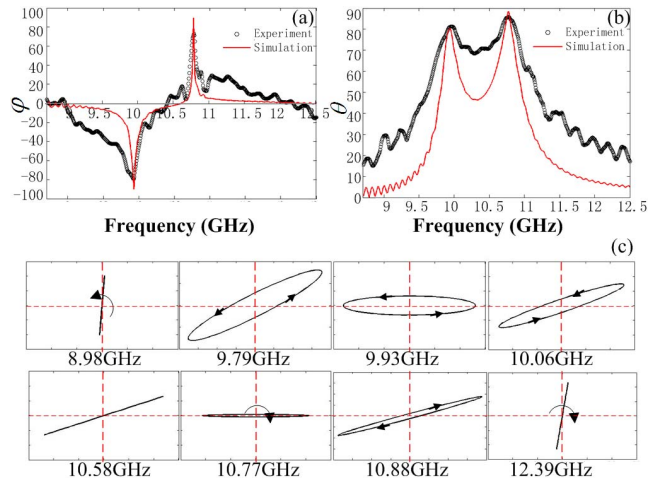 100
80
60
40
20
0
-20
-40
-60
-80
-100
φ
(a)
Experiment
Simulation
9.5
10.5
11
11.5
12
12.5
Frequency (GHz)
90
80
70
60
50
40
30
20
10
0
θ
(b)
Experiment
Simulation
9
9.5
10
10.5
11
11.5
12
12.5
Frequency (GHz)
(c)
8.98GHz
9.79GHz
9.93GHz
10.06GHz
10.58GHz
10.77GHz
10.88GHz
12.39GHz